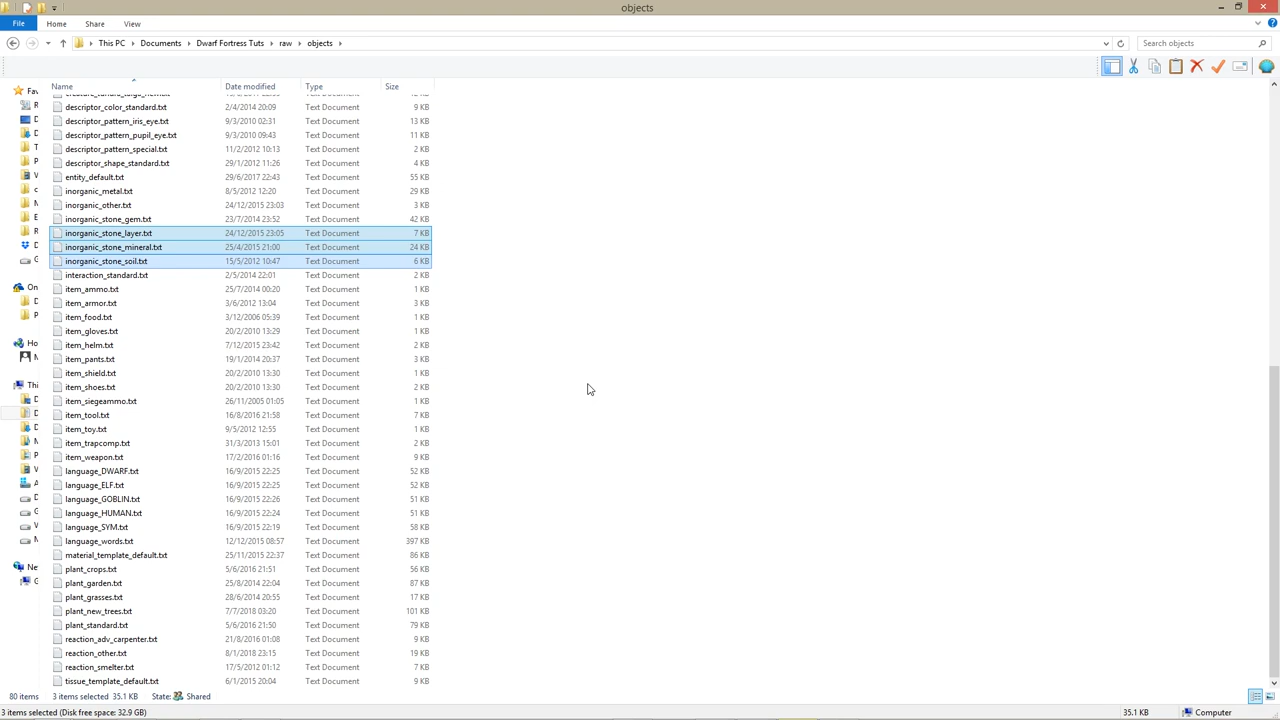 objects
File Home Share View
This PC Documents Dwarf Fortress Tuts raw objects Search objects
Name Date modified Type Size
descriptor_color_standard.txt 2/4/2014 20:09 Text Document 9 KB
descriptor_pattern_iris_eye.txt 9/3/2010 02:31 Text Document 13 KB
descriptor_pattern_pupil_eye.txt 9/3/2010 09:43 Text Document 11 KB
descriptor_pattern_special.txt 11/2/2012 10:13 Text Document 2 KB
descriptor_shape_standard.txt 29/1/2012 11:26 Text Document 4 KB
entity_default.txt 29/6/2017 22:43 Text Document 55 KB
inorganic_metal.txt 8/5/2012 12:20 Text Document 29 KB
inorganic_other.txt 24/12/2015 23:03 Text Document 3 KB
inorganic_stone_gem.txt 23/7/2014 23:52 Text Document 42 KB
inorganic_stone_layer.txt 24/12/2015 23:05 Text Document 7 KB
inorganic_stone_mineral.txt 25/4/2015 21:00 Text Document 24 KB
inorganic_stone_soil.txt 15/5/2012 10:47 Text Document 6 KB
interaction_standard.txt 2/5/2014 22:01 Text Document 2 KB
item_ammo.txt 25/7/2014 00:20 Text Document 1 KB
item_armor.txt 3/6/2012 13:04 Text Document 3 KB
item_food.txt 3/12/2006 05:39 Text Document 1 KB
item_gloves.txt 20/2/2010 13:29 Text Document 1 KB
item_helm.txt 7/12/2015 23:42 Text Document 2 KB
item_pants.txt 19/1/2014 20:37 Text Document 3 KB
item_shield.txt 20/2/2010 13:30 Text Document 1 KB
item_shoes.txt 20/2/2010 13:30 Text Document 2 KB
item_siegeammo.txt 26/11/2005 01:05 Text Document 1 KB
item_tool.txt 16/8/2016 21:58 Text Document 7 KB
item_toy.txt 9/5/2012 12:55 Text Document 1 KB
item_trapcomp.txt 31/3/2013 15:01 Text Document 2 KB
item_weapon.txt 17/2/2016 01:16 Text Document 9 KB
language_DWARF.txt 16/9/2015 22:25 Text Document 52 KB
language_ELF.txt 16/9/2015 22:25 Text Document 52 KB
language_GOBLIN.txt 16/9/2015 22:26 Text Document 51 KB
language_HUMAN.txt 16/9/2015 22:24 Text Document 51 KB
language_SYM.txt 16/9/2015 22:19 Text Document 58 KB
language_words.txt 12/12/2015 08:57 Text Document 397 KB
material_template_default.txt 25/11/2015 22:37 Text Document 86 KB
plant_crops.txt 5/6/2016 21:51 Text Document 56 KB
plant_garden.txt 25/8/2014 22:04 Text Document 87 KB
plant_grasses.txt 28/6/2014 20:55 Text Document 17 KB
plant_new_trees.txt 7/7/2018 03:20 Text Document 101 KB
plant_standard.txt 5/6/2016 21:50 Text Document 79 KB
reaction_adv_carpenter.txt 21/8/2016 01:08 Text Document 9 KB
reaction_other.txt 8/1/2018 23:15 Text Document 19 KB
reaction_smelter.txt 17/5/2012 01:12 Text Document 7 KB
tissue_template_default.txt 6/1/2015 20:04 Text Document 9 KB
80 items 3 items selected 35.1 KB State: Shared
3 items selected (Disk free space: 32.9 GB) 35.1 KB Computer